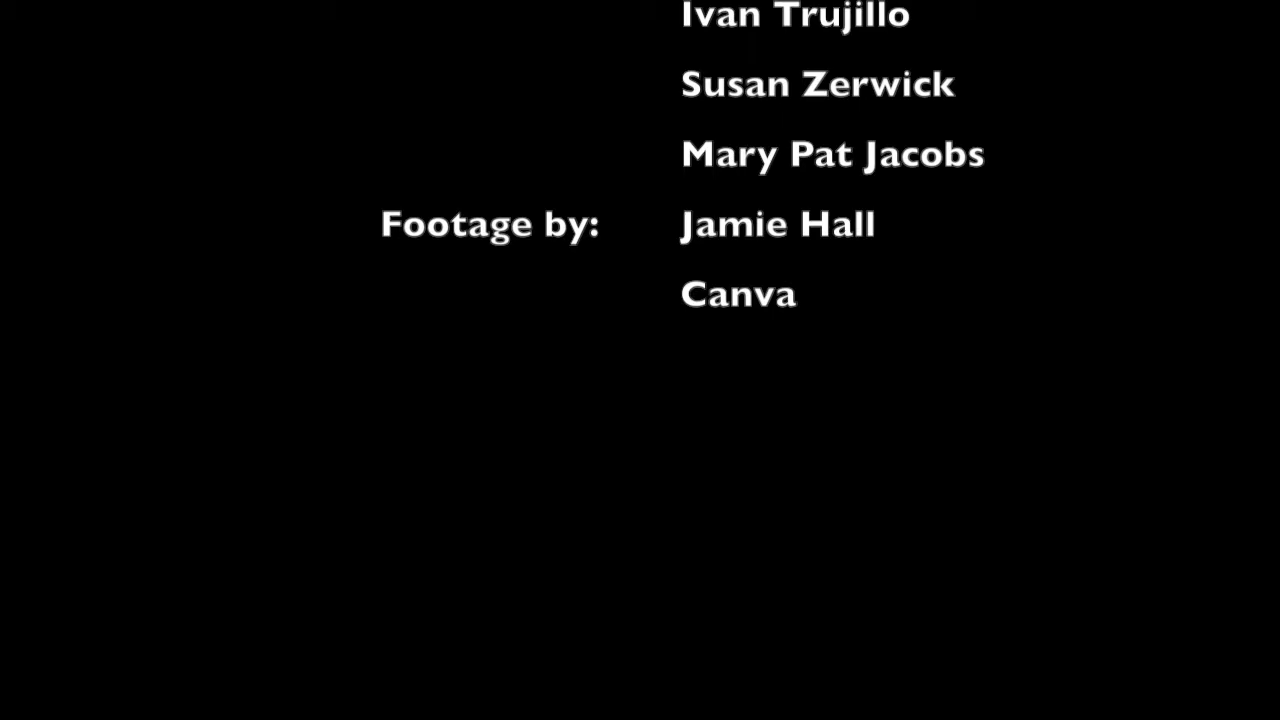 Ivan Trujillo
Susan Zerwick
Mary Pat Jacobs
Footage by: Jamie Hall
Canva